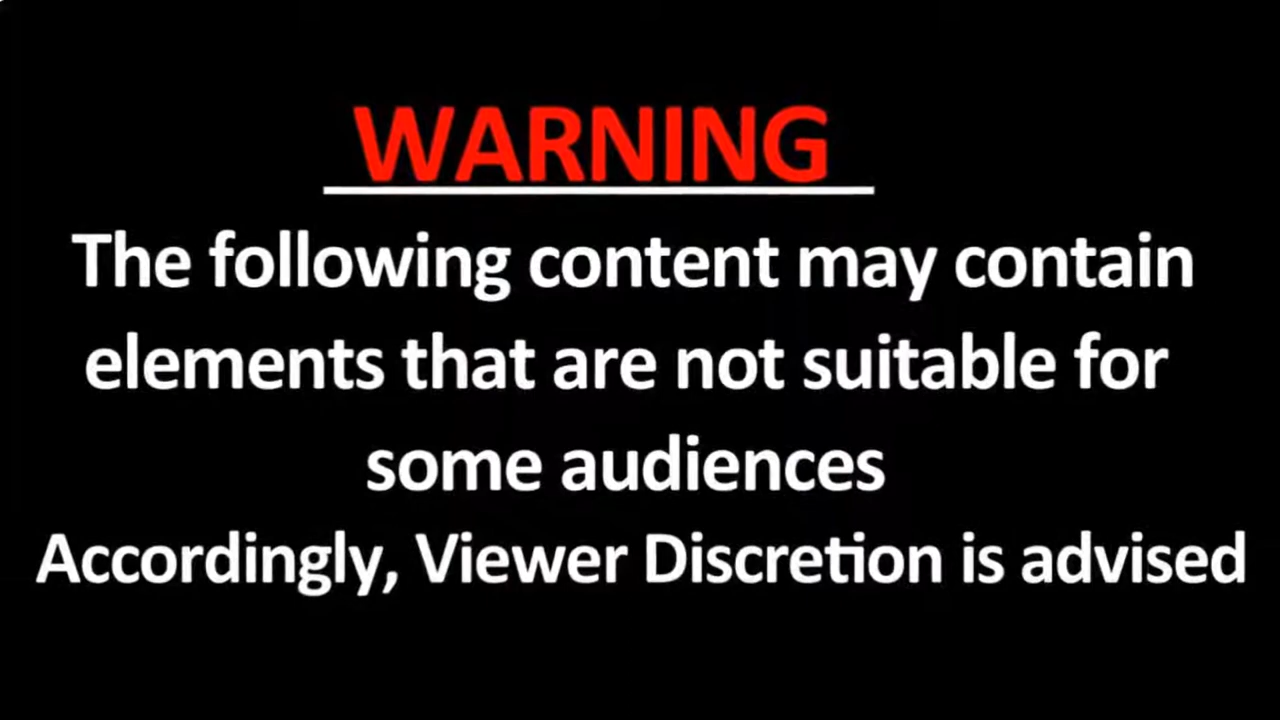 WARNING
The following content may contain
elements that are not suitable for
some audiences
Accordingly, Viewer Discretion is advised